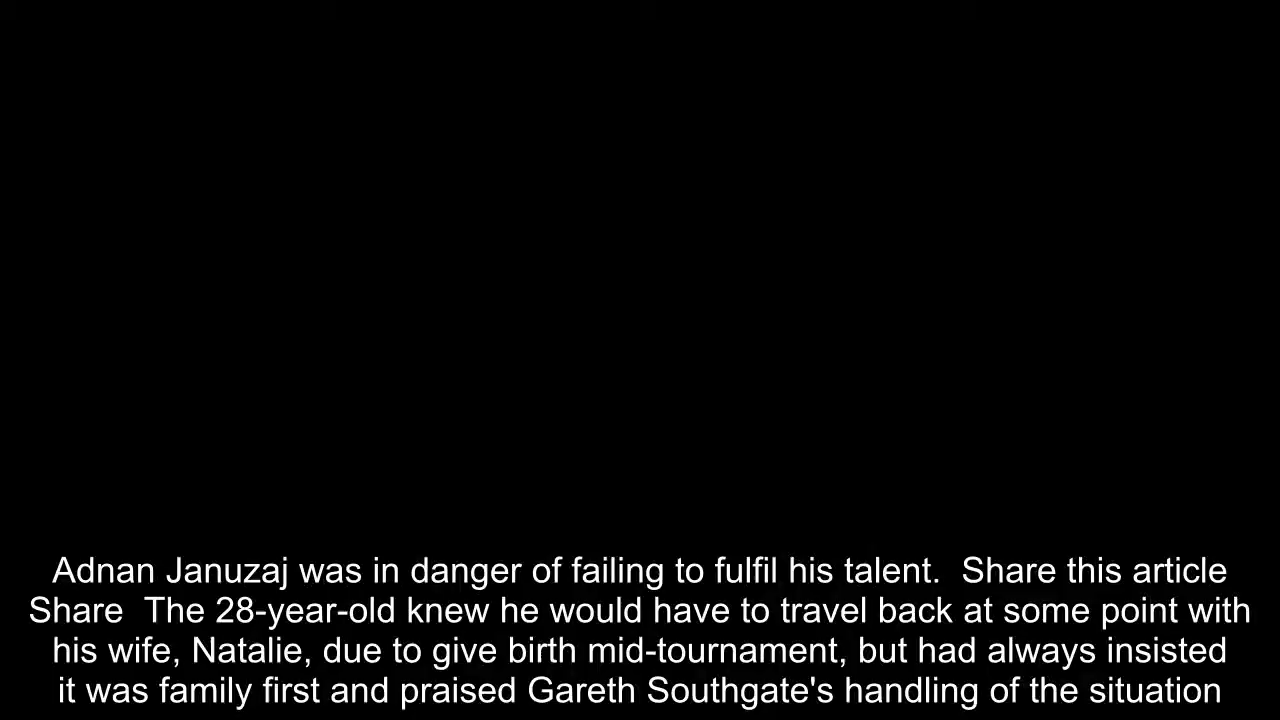 Adnan Januzaj was in danger of failing to fulfil his talent.  Share this article
Share  The 28-year-old knew he would have to travel back at some point with
his wife, Natalie, due to give birth mid-tournament, but had always insisted
it was family first and praised Gareth Southgate's handling of the situation